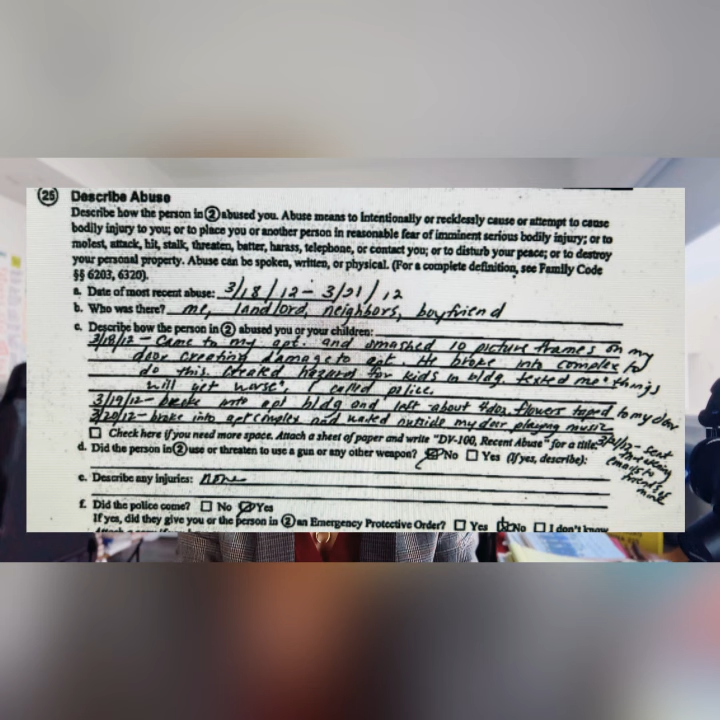 25 Describe Abuse
Describe how the person in 2 abused you. Abuse means to intentionally or recklessly cause or attempt to cause
bodily injury to you; or to place you or another person in reasonable fear of imminent serious bodily injury; or to
molest, attack, hit, stalk, threaten, batter, harass, telephone, or contact you; or to disturb your peace; or to destroy
your personal property. Abuse can be spoken, written, or physical. (For a complete definition, see Family Code
§§ 6203, 6320).
a. Date of most recent abuse: 3/18/12 - 3/21/12
b. Who was there? me, landlord, neighbors, boyfriend
c. Describe how the person in 2 abused you or your children:
3/18/12 - Came to my apt. and smashed 10 picture frames on my
door creating damage to apt. He broke into complex to
do this. Created hazard for kids in bldg. texted me "things
will get worse", I called police.
3/19/12 - broke into apt bldg and left about 4 doz. flowers taped to my door
3/20/12 - broke into apt complex and waited outside my door playing music
3/21/12 - sent
emails to
friends of
mine
Check here if you need more space. Attach a sheet of paper and write "DV-100, Recent Abuse" for a title.
d. Did the person in 2 use or threaten to use a gun or any other weapon? No Yes (If yes, describe):
e. Describe any injuries: none
f. Did the police come? No Yes
If yes, did they give you or the person in 2 an Emergency Protective Order? Yes No I don't know